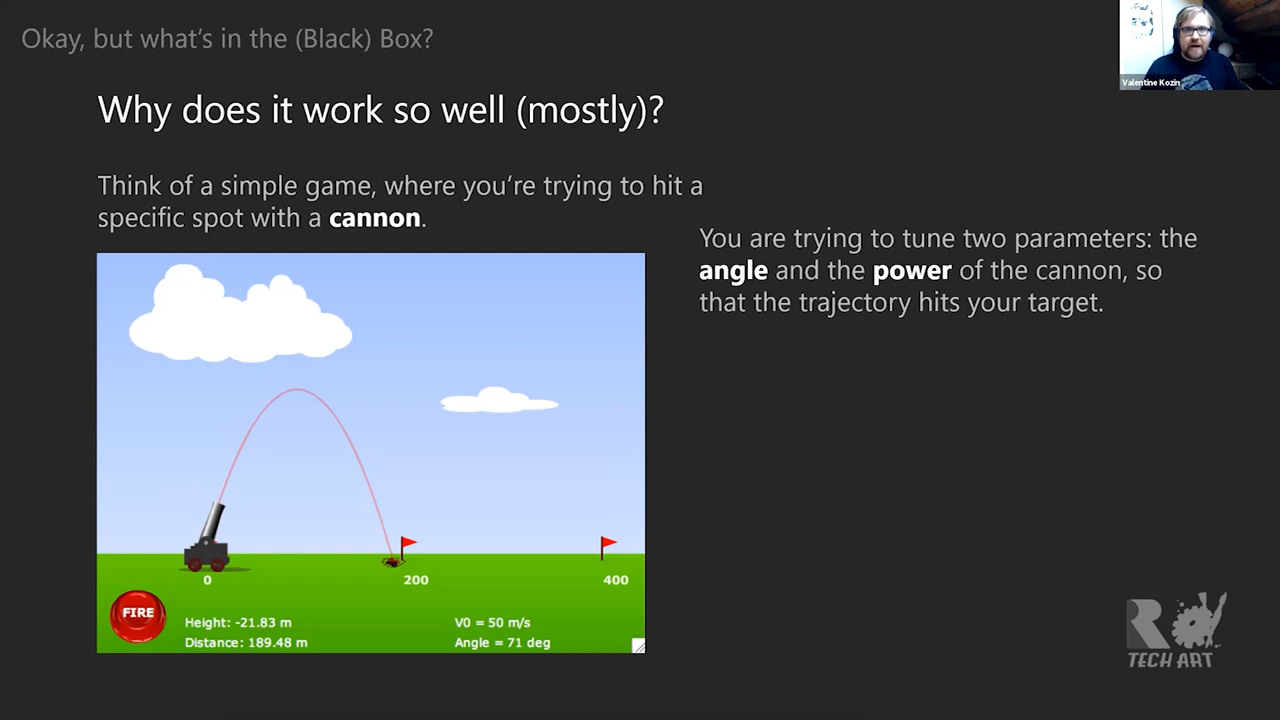 Okay, but what's in the (Black) Box?
Valentine Kozin
Why does it work so well (mostly)?
Think of a simple game, where you're trying to hit a
specific spot with a cannon.
You are trying to tune two parameters: the
angle and the power of the cannon, so
that the trajectory hits your target.
0
200
400
FIRE
Height: -21.83 m
Distance: 189.48 m
V0 = 50 m/s
Angle = 71 deg
R
TECH ART